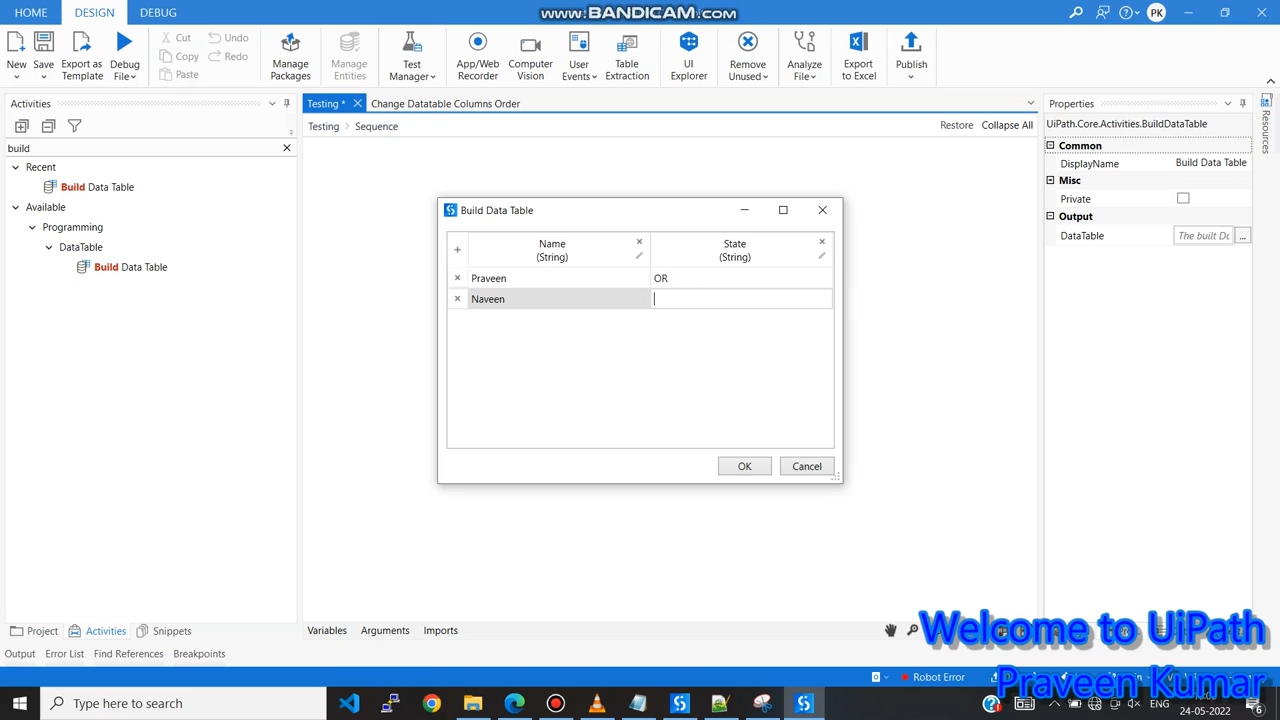 www.BANDICAM.com
HOME DESIGN DEBUG PK
New Save Export as Template Debug File Cut Copy Paste Undo Redo Manage Packages Manage Entities Test Manager App/Web Recorder Computer Vision User Events Table Extraction UI Explorer Remove Unused Analyze File Export to Excel Publish
Activities
Testing * Change Datatable Columns Order
Properties
Resources
Testing > Sequence Restore Collapse All
UiPath.Core.Activities.BuildDataTable
build
Recent
Build Data Table
Available
Programming
DataTable
Build Data Table
Common
DisplayName Build Data Table
Misc
Private
Output
DataTable The built Dc ...
Build Data Table
Name (String) State (String)
Praveen OR
Naveen
OK Cancel
Project Activities Snippets
Variables Arguments Imports
Output Error List Find References Breakpoints
Robot Error
Welcome to UiPath
Praveen Kumar
Type here to search
ENG
24-05-2022
6